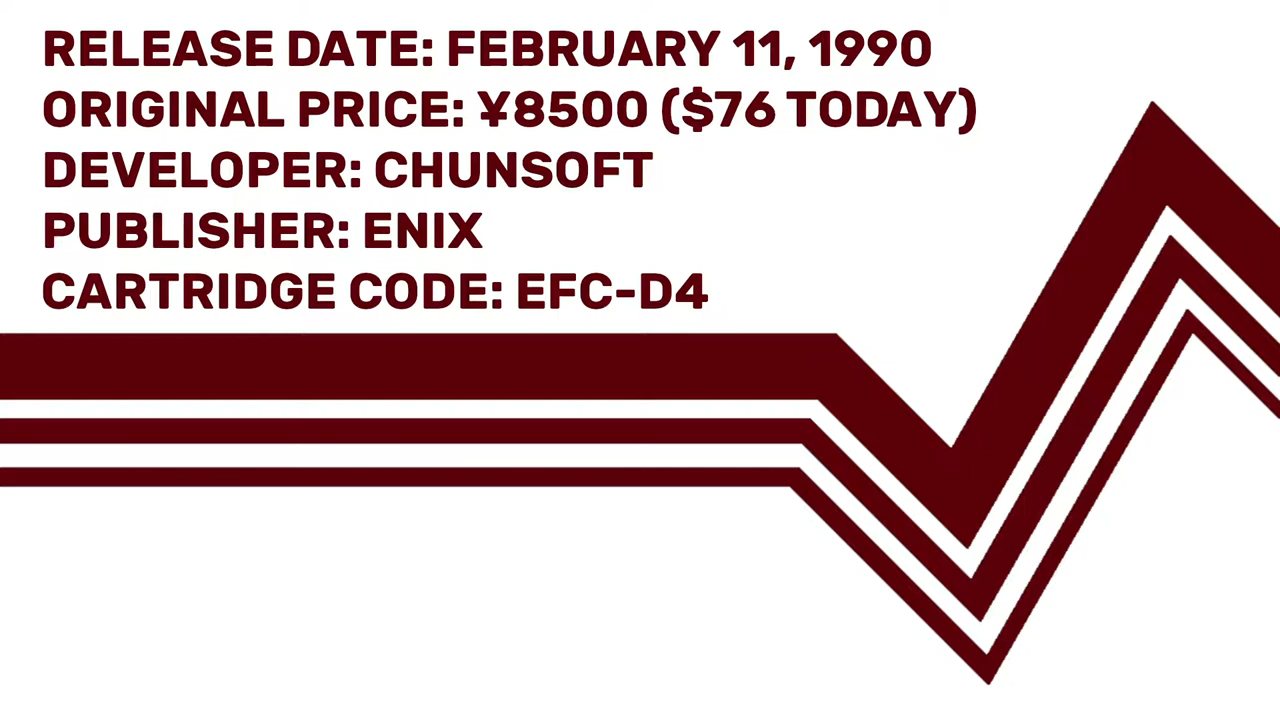 RELEASE DATE: FEBRUARY 11, 1990
ORIGINAL PRICE: ¥8500 ($76 TODAY)
DEVELOPER: CHUNSOFT
PUBLISHER: ENIX
CARTRIDGE CODE: EFC-D4